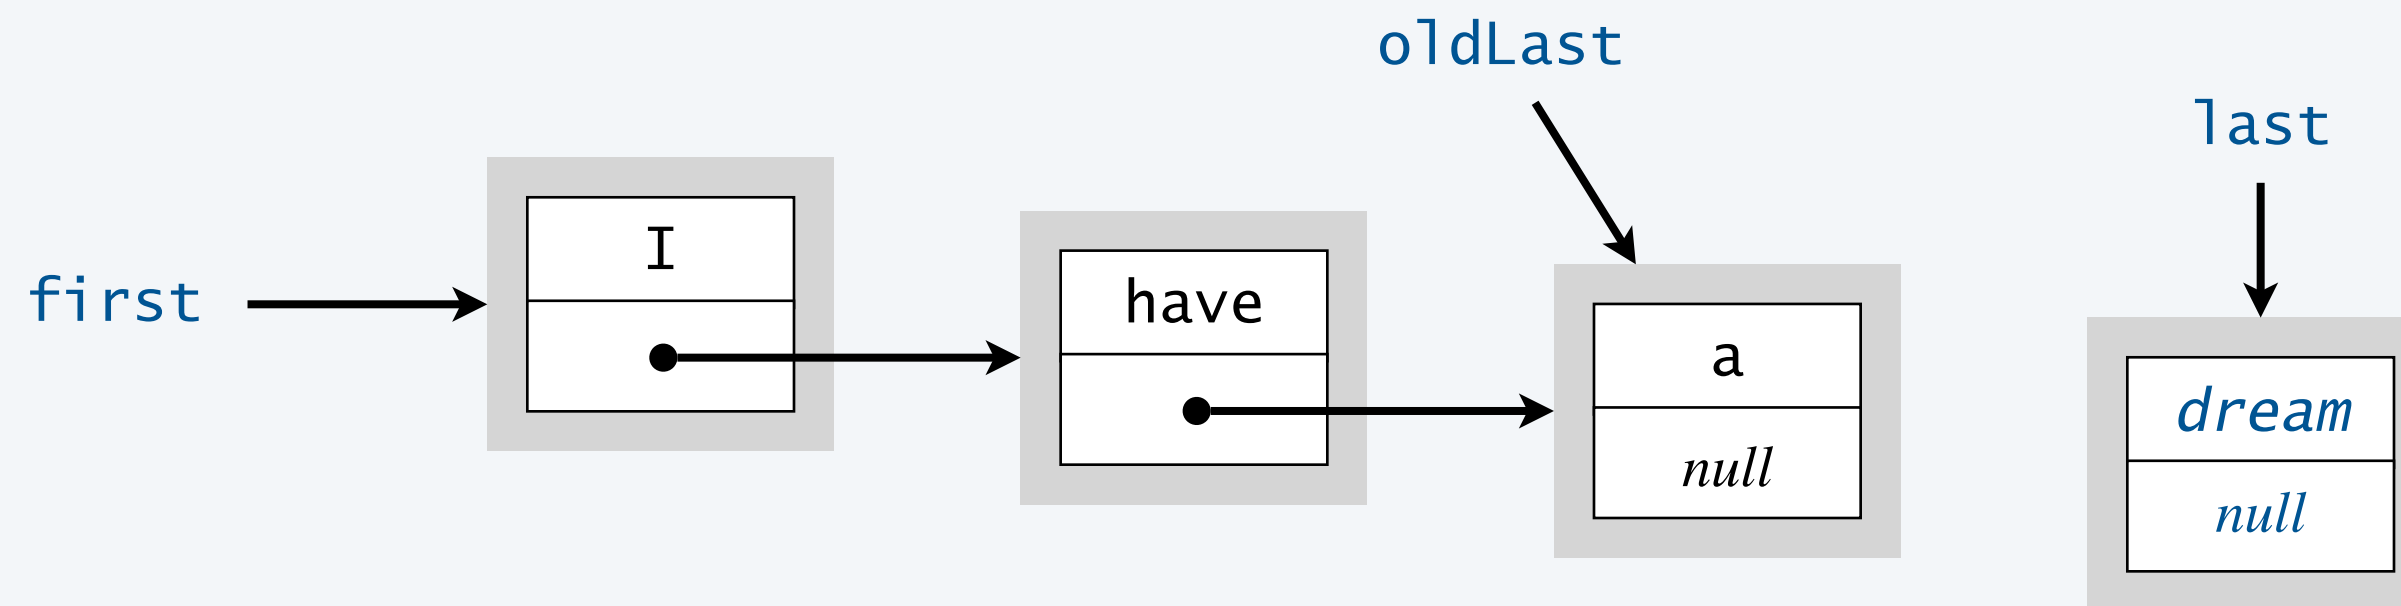 oldLast
last
first
I
have
a
null
dream
null